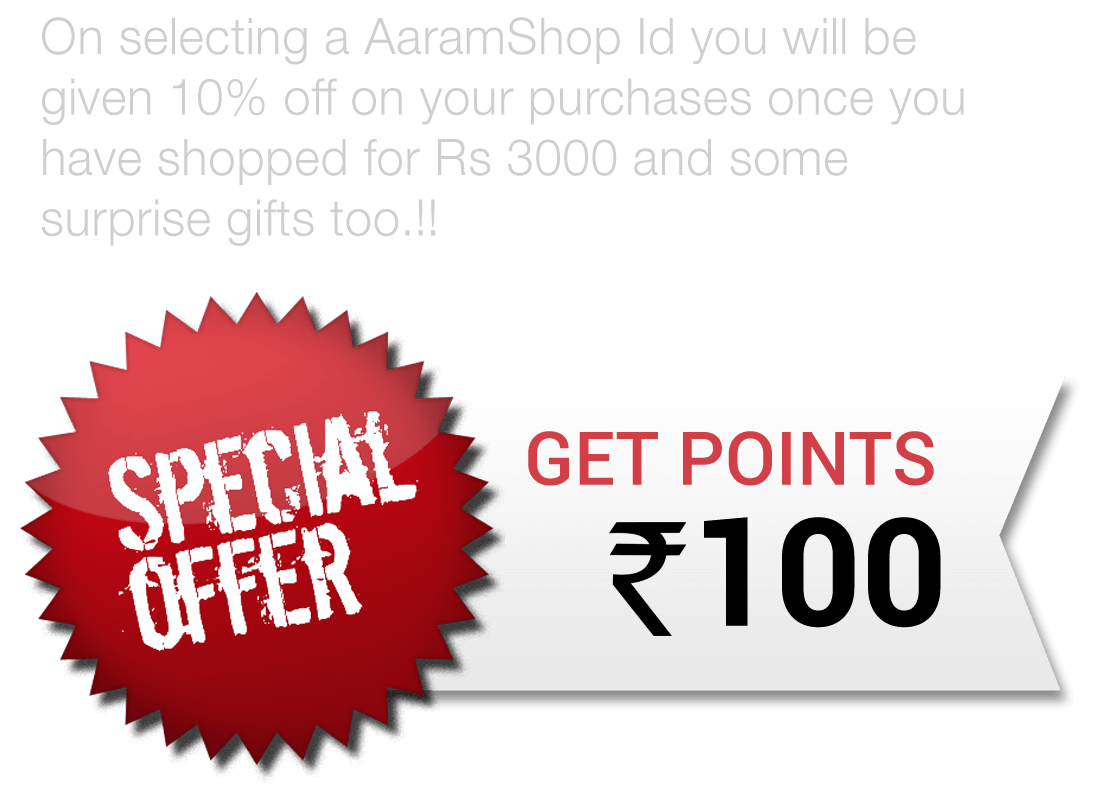 On selecting a AaramShop Id you will be
given 10% off on your purchases once you
have shopped for Rs 3000 and some
surprise gifts too.!!
SPECIAL
OFFER
GET POINTS
₹100